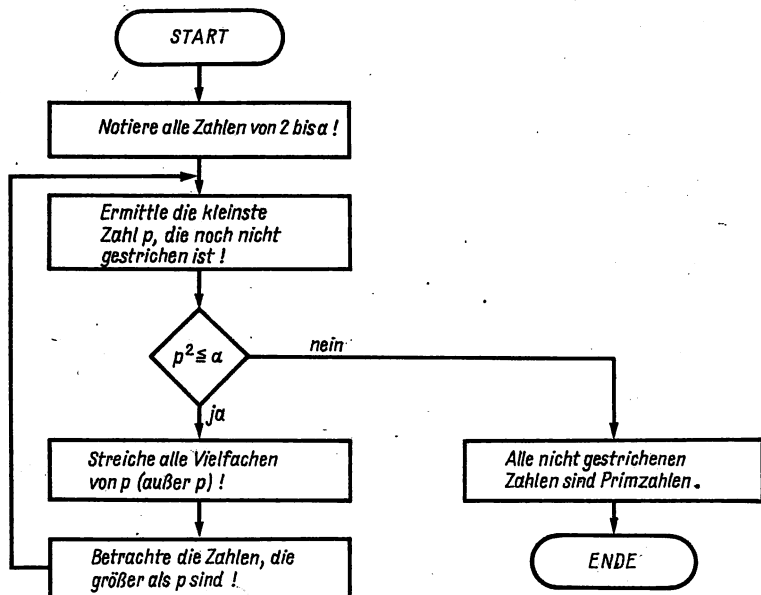 START
Notiere alle Zahlen von 2 bis a !
Ermittle die kleinste
Zahl p, die noch nicht
gestrichen ist !
p² ≦ a
nein
ja
Streiche alle Vielfachen
von p (außer p) !
Alle nicht gestrichenen
Zahlen sind Primzahlen.
Betrachte die Zahlen, die
größer als p sind !
ENDE